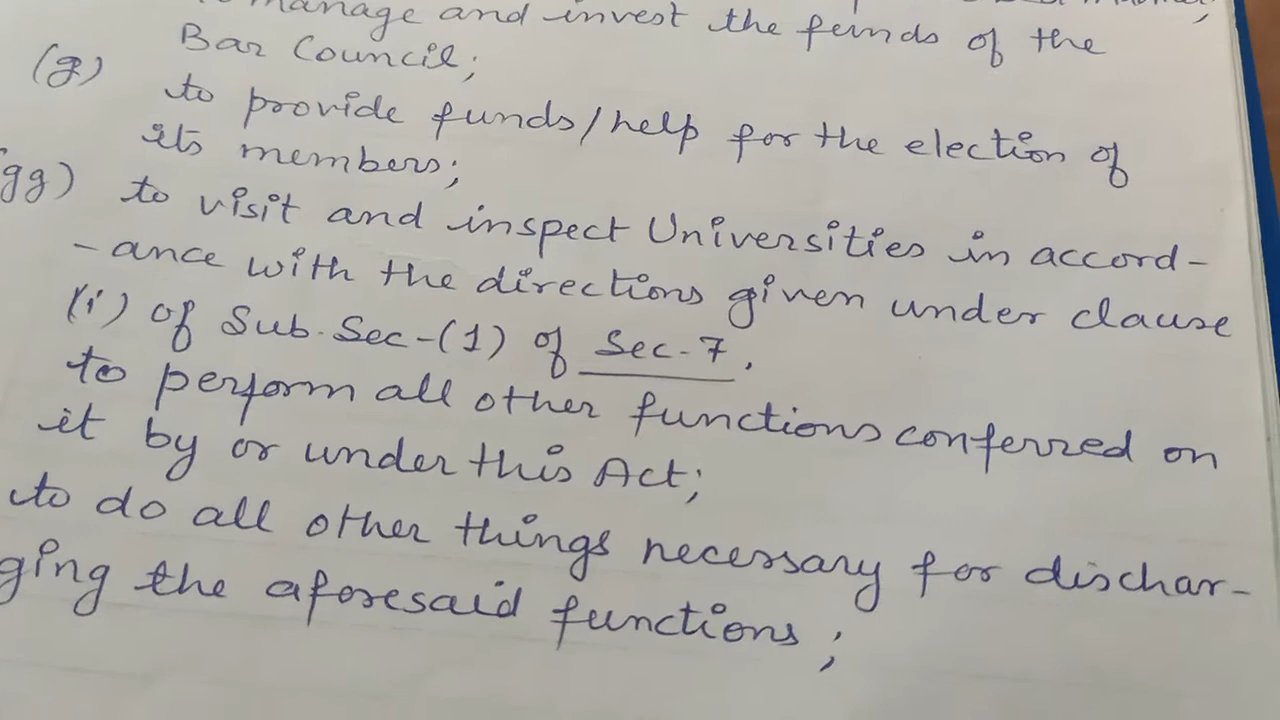 manage and invest the funds of the
Bar Council;
(g) to provide funds/help for the election of
its members;
gg) to visit and inspect Universities in accord-
-ance with the directions given under clause
(i) of Sub-Sec-(1) of Sec-7.
to perform all other functions conferred on
it by or under this Act;
to do all other things necessary for dischar-
ging the aforesaid functions;